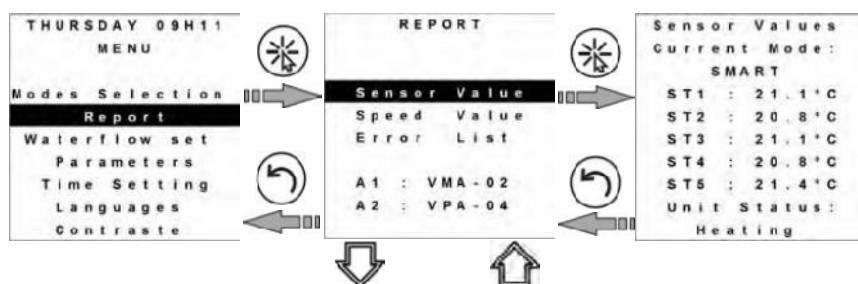 THURSDAY 09H11
MENU
Modes Selection
Report
Waterflow set
Parameters
Time Setting
Languages
Contraste
REPORT
Sensor Value
Speed Value
Error List
A1 : VMA-02
A2 : VPA-04
Sensor Values
Current Mode:
SMART
ST1 : 21.1°C
ST2 : 20.8°C
ST3 : 21.1°C
ST4 : 20.8°C
ST5 : 21.4°C
Unit Status:
Heating